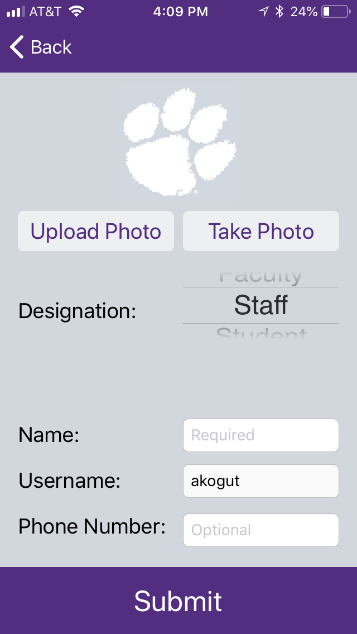 AT&T 4:09 PM 24%
Back
Upload Photo Take Photo
Faculty
Designation: Staff
Student
Name: Required
Username: akogut
Phone Number: Optional
Submit